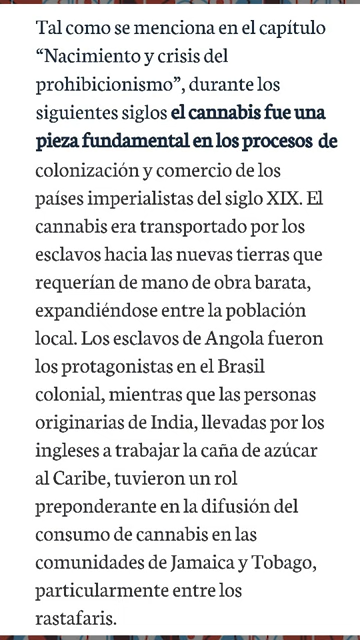 Tal como se menciona en el capítulo
“Nacimiento y crisis del
prohibicionismo”, durante los
siguientes siglos el cannabis fue una
pieza fundamental en los procesos de
colonización y comercio de los
países imperialistas del siglo XIX. El
cannabis era transportado por los
esclavos hacia las nuevas tierras que
requerían de mano de obra barata,
expandiéndose entre la población
local. Los esclavos de Angola fueron
los protagonistas en el Brasil
colonial, mientras que las personas
originarias de India, llevadas por los
ingleses a trabajar la caña de azúcar
al Caribe, tuvieron un rol
preponderante en la difusión del
consumo de cannabis en las
comunidades de Jamaica y Tobago,
particularmente entre los
rastafaris.